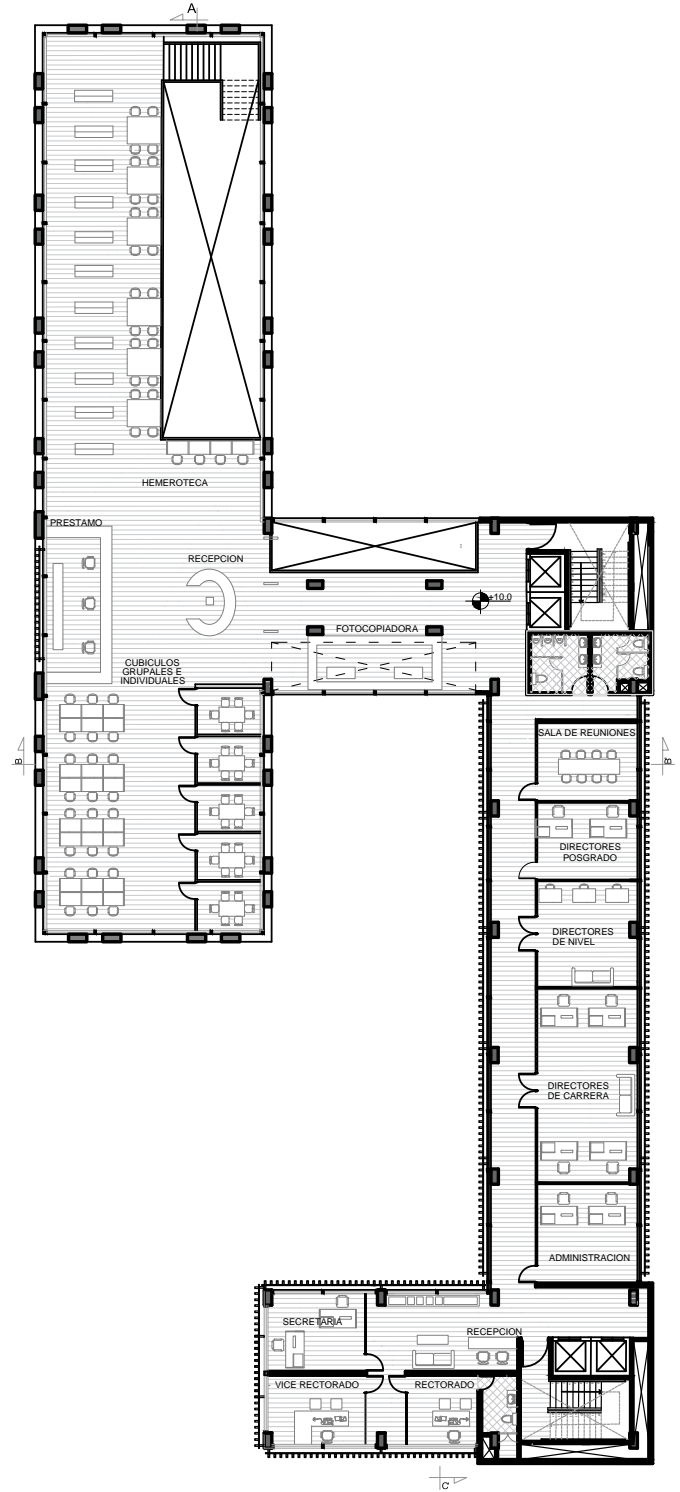 A
HEMEROTECA
PRESTAMO
RECEPCION
+10.0
FOTOCOPIADORA
CUBICULOS
GRUPALES E
INDIVIDUALES
SALA DE REUNIONES
B
B'
DIRECTORES
POSGRADO
DIRECTORES
DE NIVEL
DIRECTORES
DE CARRERA
ADMINISTRACION
SECRETARIA
RECEPCION
VICE RECTORADO
RECTORADO
C'